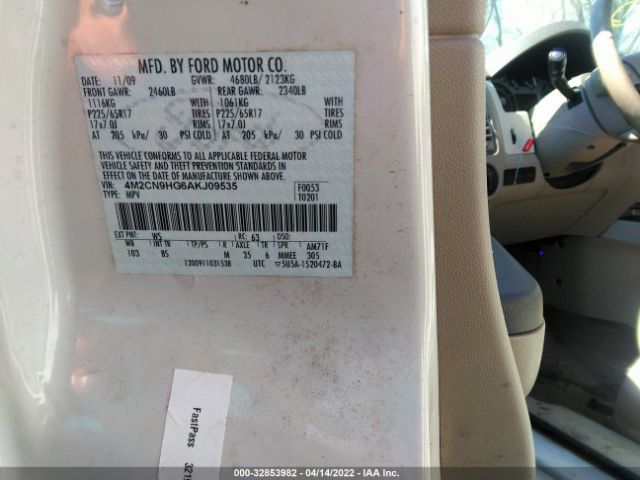 MFD. BY FORD MOTOR CO.
DATE: 11/09 GVWR: 4680LB/ 2123KG
FRONT GAWR: 2460LB REAR GAWR: 2340LB
1116KG WITH 1061KG WITH
P225/65R17 TIRES P225/65R17 TIRES
17x7.0J RIMS 17x7.0J RIMS
AT 205 kPa/ 30 PSI COLD AT 205 kPa/ 30 PSI COLD
THIS VEHICLE CONFORMS TO ALL APPLICABLE FEDERAL MOTOR
VEHICLE SAFETY AND THEFT PREVENTION STANDARDS IN
EFFECT ON THE DATE OF MANUFACTURE SHOWN ABOVE.
VIN: 4M2CN9HG6AKJ09535 F0053
TYPE: MPV T0201
EXT PNT: WS RC: 63 DSO:
WB INT TR TP/PS R AXLE TR SPR AM71F
103 BS M 35 6 MMEE 305
1200911031538 UTC 5U5A-1520472-BA
FastPass 3219
000-32853982 - 04/14/2022 - IAA Inc.